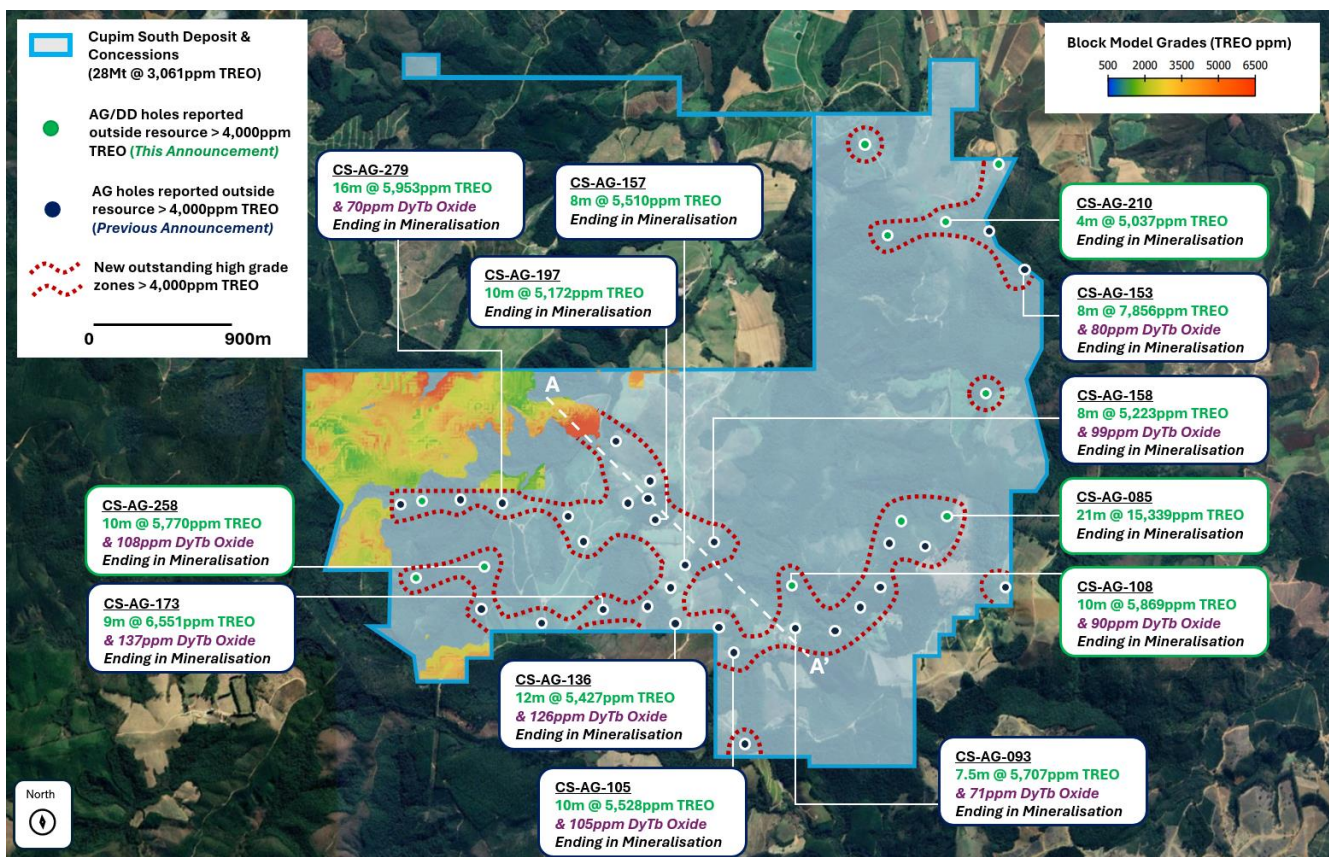 Cupim South Deposit &
Concessions
(28Mt @ 3,061ppm TREO)
AG/DD holes reported
outside resource > 4,000ppm
TREO (This Announcement)
AG holes reported outside
resource > 4,000ppm TREO
(Previous Announcement)
New outstanding high grade
zones > 4,000ppm TREO
0 900m
Block Model Grades (TREO ppm)
500 2000 3500 5000 6500
CS-AG-279
16m @ 5,953ppm TREO
& 70ppm DyTb Oxide
Ending in Mineralisation
CS-AG-157
8m @ 5,510ppm TREO
Ending in Mineralisation
CS-AG-197
10m @ 5,172ppm TREO
Ending in Mineralisation
CS-AG-210
4m @ 5,037ppm TREO
Ending in Mineralisation
CS-AG-153
8m @ 7,856ppm TREO
& 80ppm DyTb Oxide
Ending in Mineralisation
A
CS-AG-158
8m @ 5,223ppm TREO
& 99ppm DyTb Oxide
Ending in Mineralisation
CS-AG-085
21m @ 15,339ppm TREO
Ending in Mineralisation
CS-AG-258
10m @ 5,770ppm TREO
& 108ppm DyTb Oxide
Ending in Mineralisation
CS-AG-108
10m @ 5,869ppm TREO
& 90ppm DyTb Oxide
Ending in Mineralisation
CS-AG-173
9m @ 6,551ppm TREO
& 137ppm DyTb Oxide
Ending in Mineralisation
A'
CS-AG-136
12m @ 5,427ppm TREO
& 126ppm DyTb Oxide
Ending in Mineralisation
CS-AG-093
7.5m @ 5,707ppm TREO
& 71ppm DyTb Oxide
Ending in Mineralisation
CS-AG-105
10m @ 5,528ppm TREO
& 105ppm DyTb Oxide
Ending in Mineralisation
North